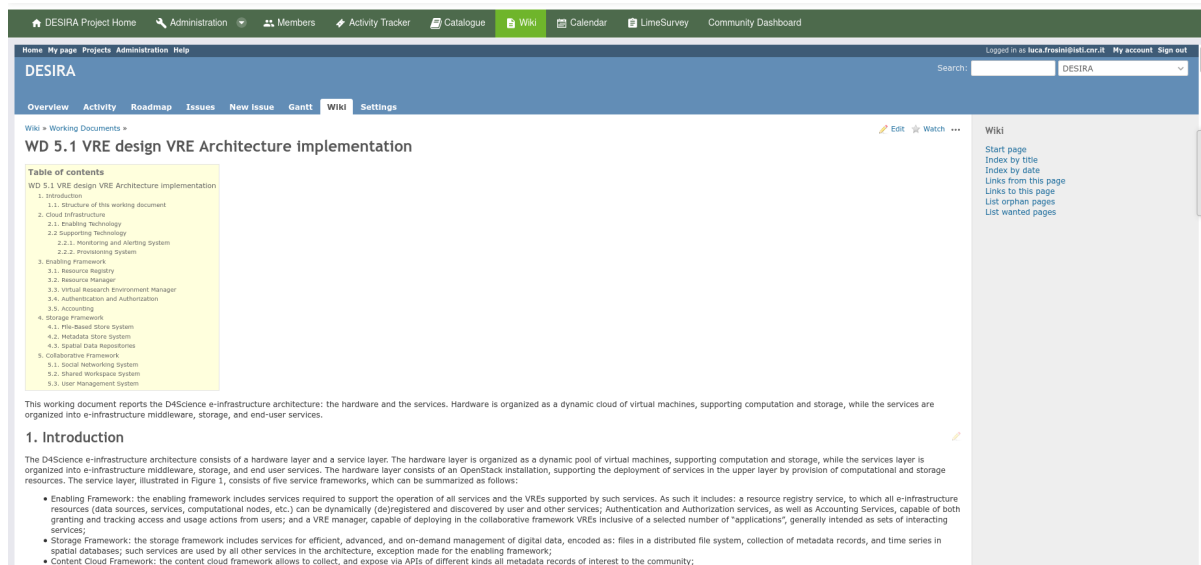 DESIRA Project Home Administration Members Activity Tracker Catalogue Wiki Calendar LimeSurvey Community Dashboard
Home My page Projects Administration Help Logged in as luca.frosini@isti.cnr.it My account Sign out
DESIRA Search: DESIRA
Overview Activity Roadmap Issues New issue Gantt Wiki Settings
Wiki » Working Documents » Edit Watch ...
WD 5.1 VRE design VRE Architecture implementation
Table of contents
WD 5.1 VRE design VRE Architecture implementation
1. Introduction
1.1. Structure of this working document
2. Cloud Infrastructure
2.1. Enabling Technology
2.2 Supporting Technology
2.2.1. Monitoring and Alerting System
2.2.2. Provisioning System
3. Enabling Framework
3.1. Resource Registry
3.2. Resource Manager
3.3. Virtual Research Environment Manager
3.4. Authentication and Authorization
3.5. Accounting
4. Storage Framework
4.1. File-Based Store System
4.2. Metadata Store System
4.3. Spatial Data Repositories
5. Collaborative Framework
5.1. Social Networking System
5.2. Shared Workspace System
5.3. User Management System
Wiki
Start page
Index by title
Index by date
Links from this page
Links to this page
List orphan pages
List wanted pages
This working document reports the D4Science e-infrastructure architecture: the hardware and the services. Hardware is organized as a dynamic cloud of virtual machines, supporting computation and storage, while the services are
organized into e-infrastructure middleware, storage, and end-user services.
1. Introduction
The D4Science e-infrastructure architecture consists of a hardware layer and a service layer. The hardware layer is organized as a dynamic pool of virtual machines, supporting computation and storage, while the services layer is
organized into e-infrastructure middleware, storage, and end user services. The hardware layer consists of an OpenStack installation, supporting the deployment of services in the upper layer by provision of computational and storage
resources. The service layer, illustrated in Figure 1, consists of five service frameworks, which can be summarized as follows:
• Enabling Framework: the enabling framework includes services required to support the operation of all services and the VREs supported by such services. As such it includes: a resource registry service, to which all e-infrastructure
resources (data sources, services, computational nodes, etc.) can be dynamically (de)registered and discovered by user and other services; Authentication and Authorization services, as well as Accounting Services, capable of both
granting and tracking access and usage actions from users; and a VRE manager, capable of deploying in the collaborative framework VREs inclusive of a selected number of "applications", generally intended as sets of interacting
services;
• Storage Framework: the storage framework includes services for efficient, advanced, and on-demand management of digital data, encoded as: files in a distributed file system, collection of metadata records, and time series in
spatial databases; such services are used by all other services in the architecture, exception made for the enabling framework;
• Content Cloud Framework: the content cloud framework allows to collect, and expose via APIs of different kinds all metadata records of interest to the community;